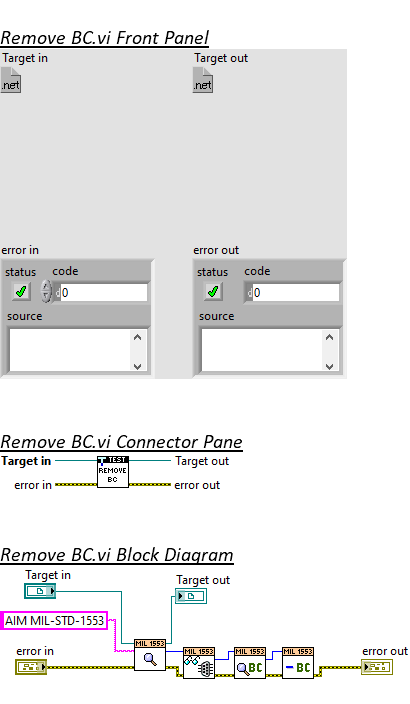 Remove BC.vi Front Panel
Target in Target out
.net .net
error in error out
status code status code
d0 d0
source source
Remove BC.vi Connector Pane
Target in TEST Target out
REMOVE
error in BC error out
Remove BC.vi Block Diagram
Target in Target out
AIM MIL-STD-1553
error in MIL 1553 MIL 1553 MIL 1553 MIL 1553 error out
BC - BC